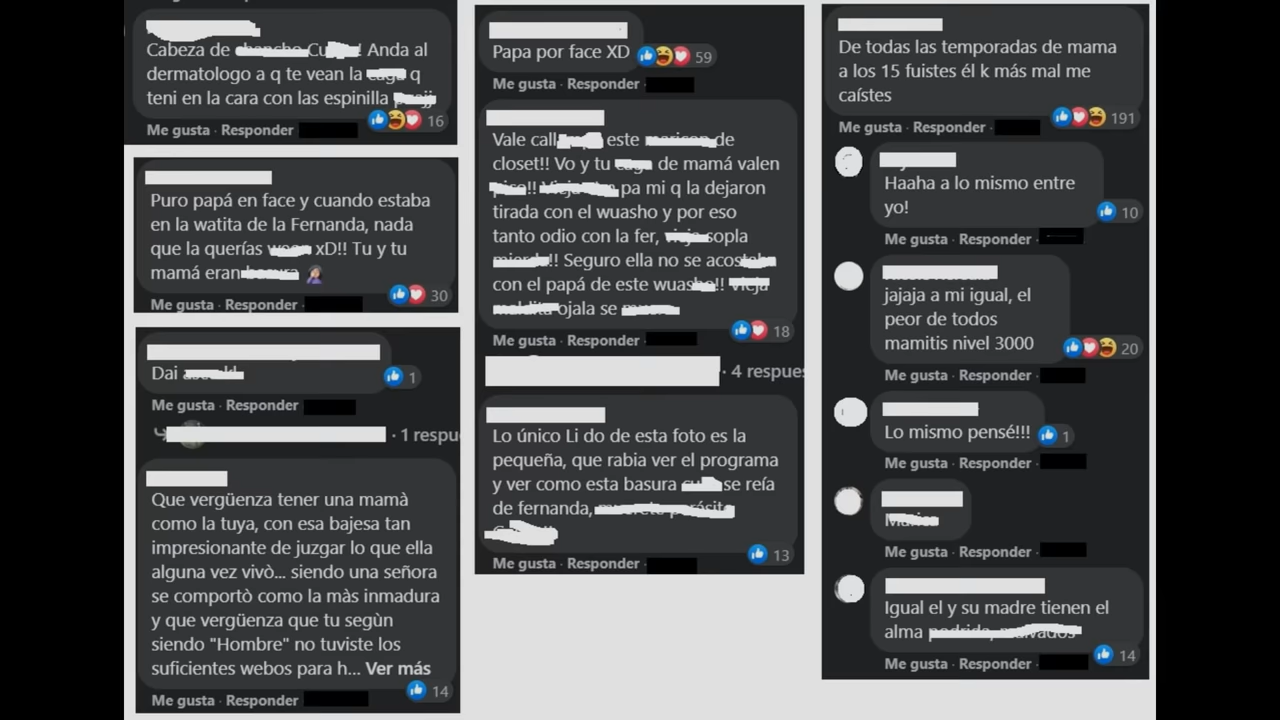 Cabeza de Anda al
dermatologo a q te vean la q
teni en la cara con las espinilla
16
Me gusta · Responder
Puro papá en face y cuando estaba
en la watita de la Fernanda, nada
que la querías xD!! Tu y tu
mamá eran 🤦🏻‍♀️
30
Me gusta · Responder
Dai
1
Me gusta · Responder
· 1 respu
Que vergüenza tener una mamà
como la tuya, con esa bajesa tan
impresionante de juzgar lo que ella
alguna vez vivò... siendo una señora
se comportò como la màs inmadura
y que vergüenza que tu segùn
siendo "Hombre" no tuviste los
suficientes webos para h... Ver más
14
Me gusta · Responder
Papa por face XD
59
Me gusta · Responder
Vale este de
closet!! Vo y tu de mamá valen
pa mi q la dejaron
tirada con el wuasho y por eso
tanto odio con la fer, sopla
Seguro ella no se
con el papá de este
ojala se
18
Me gusta · Responder
· 4 respues
Lo único Li do de esta foto es la
pequeña, que rabia ver el programa
y ver como esta basura se reía
de fernanda,
13
Me gusta · Responder
De todas las temporadas de mama
a los 15 fuistes él k más mal me
caístes
191
Me gusta · Responder
Haaha a lo mismo entre
yo!
10
Me gusta · Responder
jajaja a mi igual, el
peor de todos
mamitis nivel 3000
20
Me gusta · Responder
Lo mismo pensé!!!
1
Me gusta · Responder
Me gusta · Responder
Igual el y su madre tienen el
alma
14
Me gusta · Responder